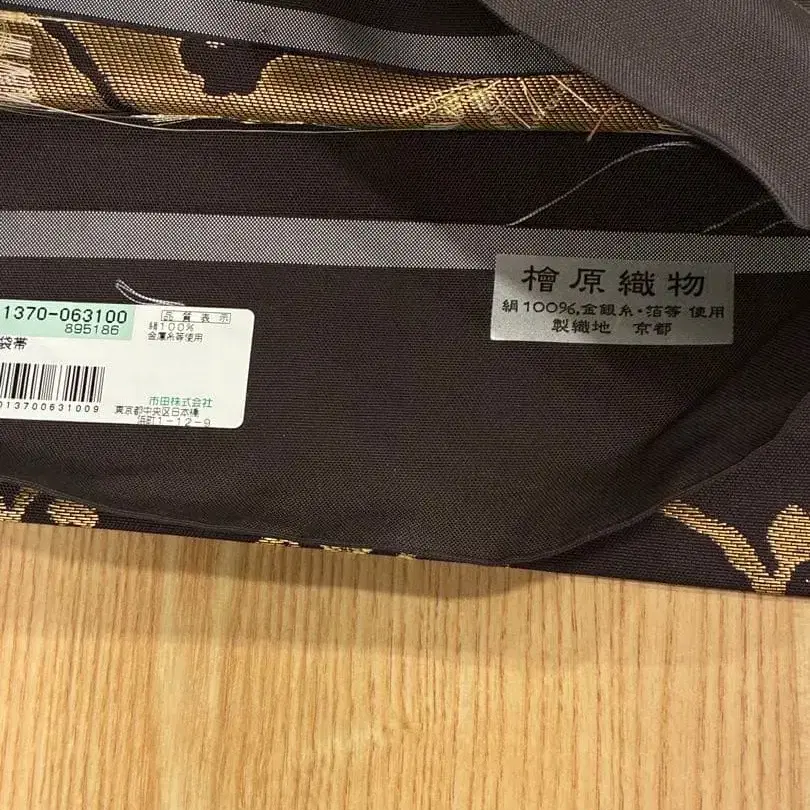 檜原織物
絹100%,金銀糸・箔等 使用
製織地 京都
1370-063100
895186
袋帯
品質表示
絹100%
金属糸等使用
013700631009
市田株式会社
東京都中央区日本橋
浜町1-12-9